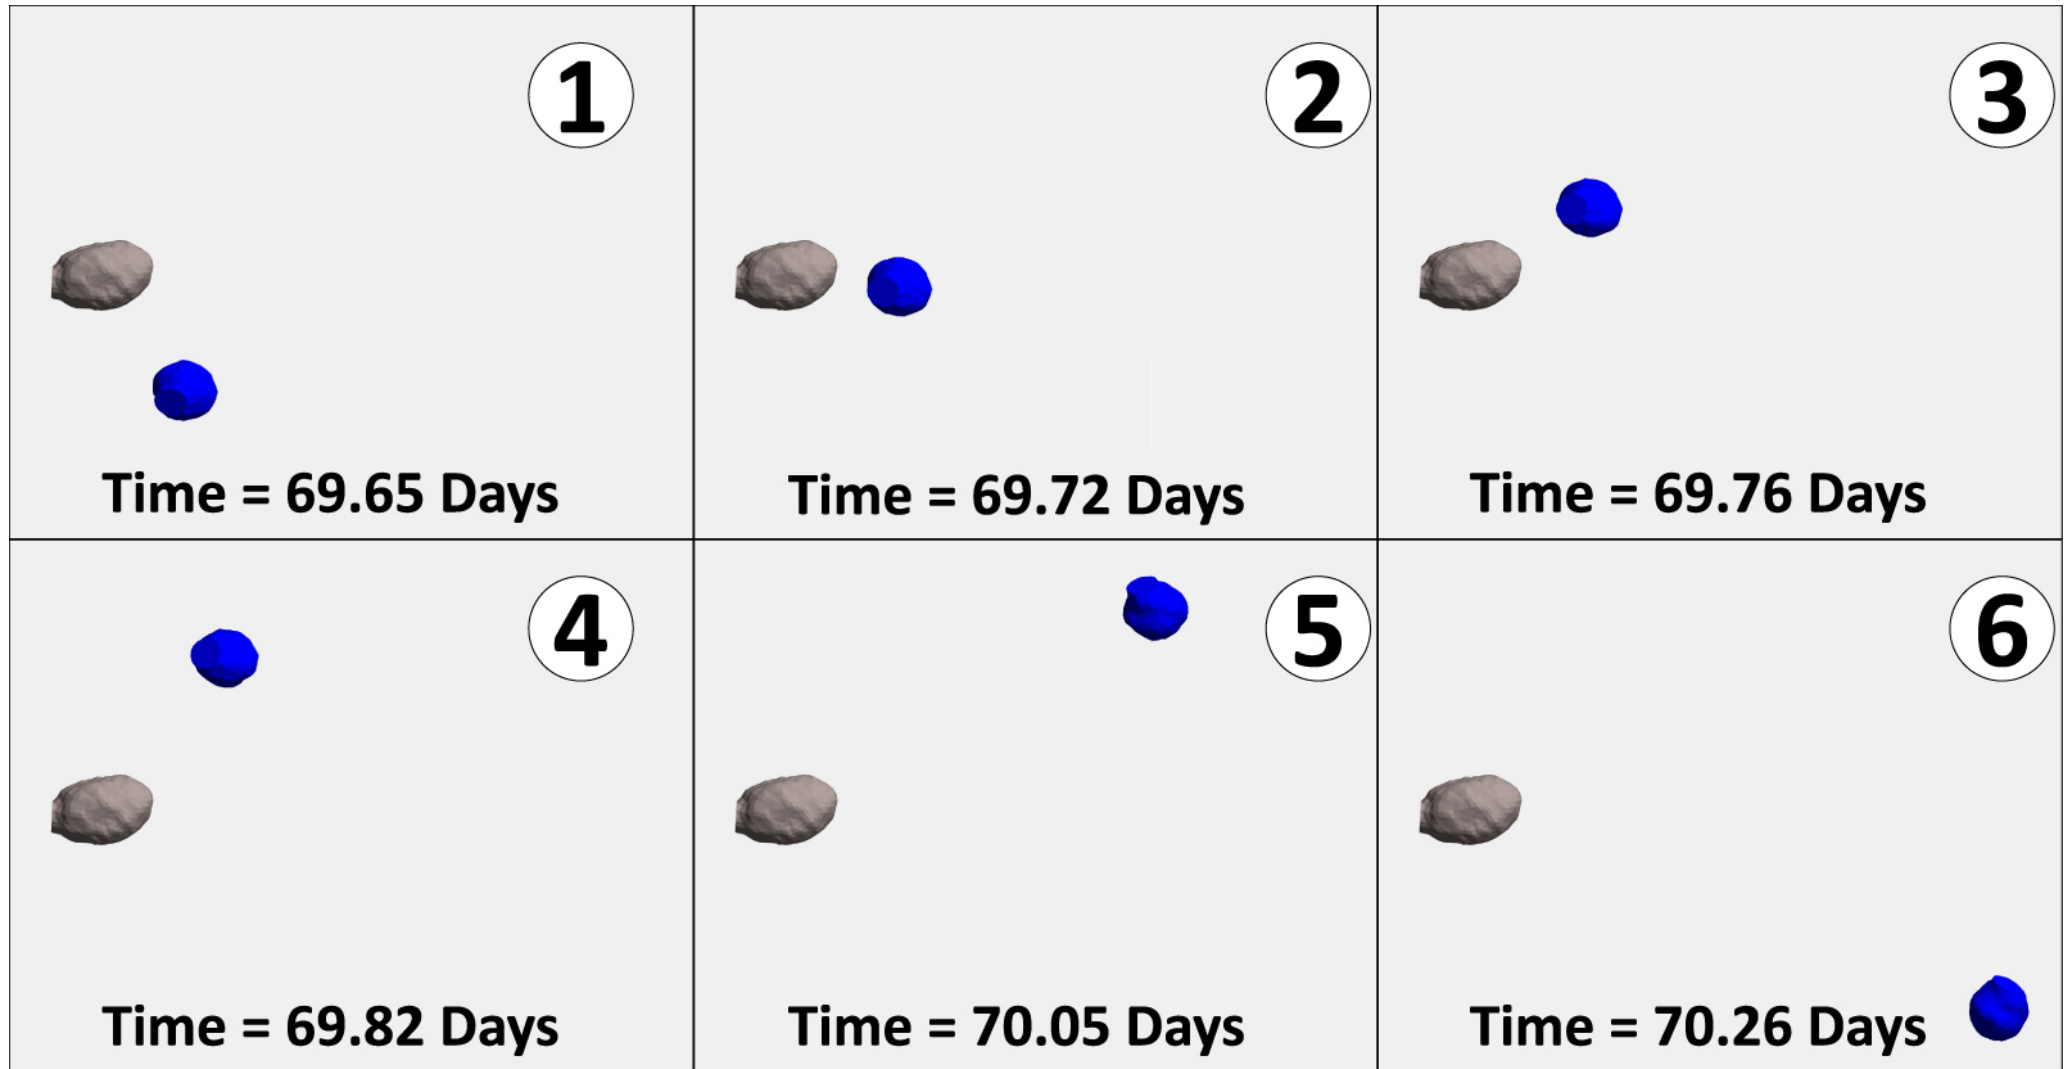 1
Time = 69.65 Days
2
Time = 69.72 Days
3
Time = 69.76 Days
4
Time = 69.82 Days
5
Time = 70.05 Days
6
Time = 70.26 Days